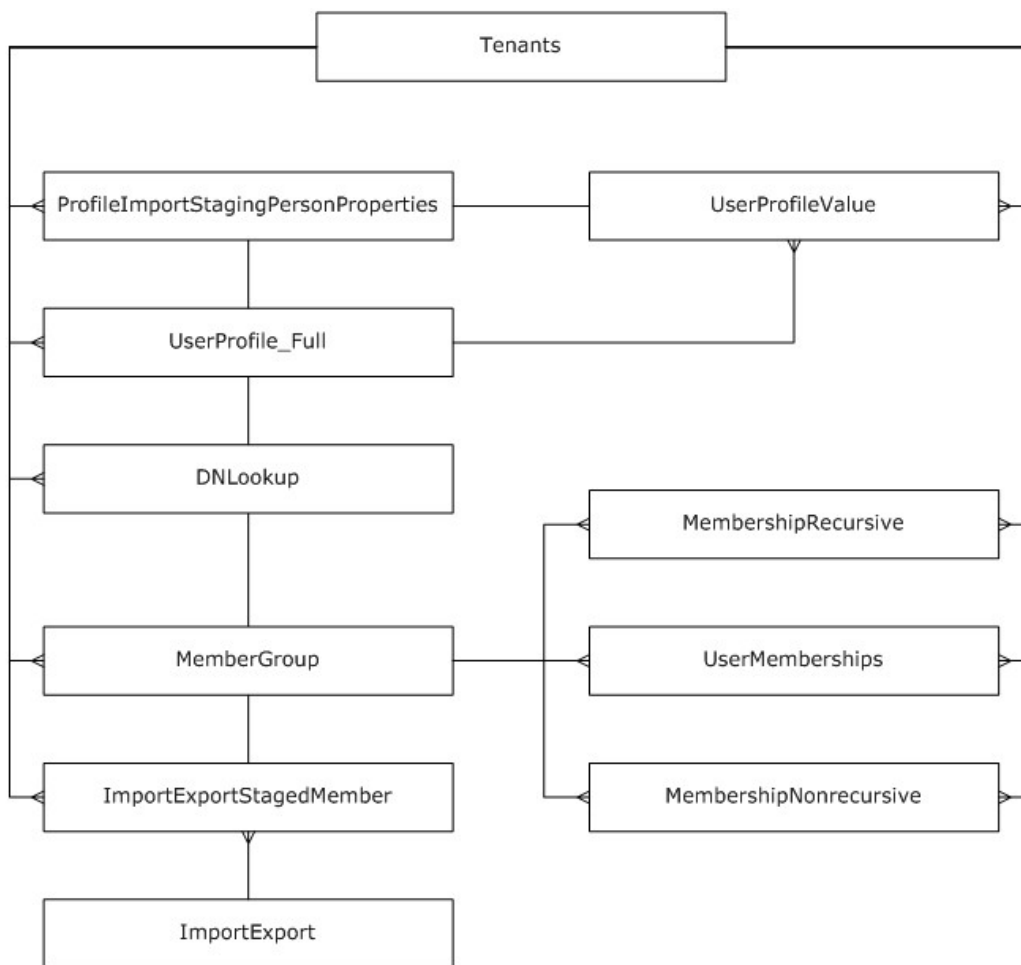 Tenants
ProfileImportStagingPersonProperties
UserProfileValue
UserProfile_Full
DNLookup
MembershipRecursive
MemberGroup
UserMemberships
ImportExportStagedMember
MembershipNonrecursive
ImportExport